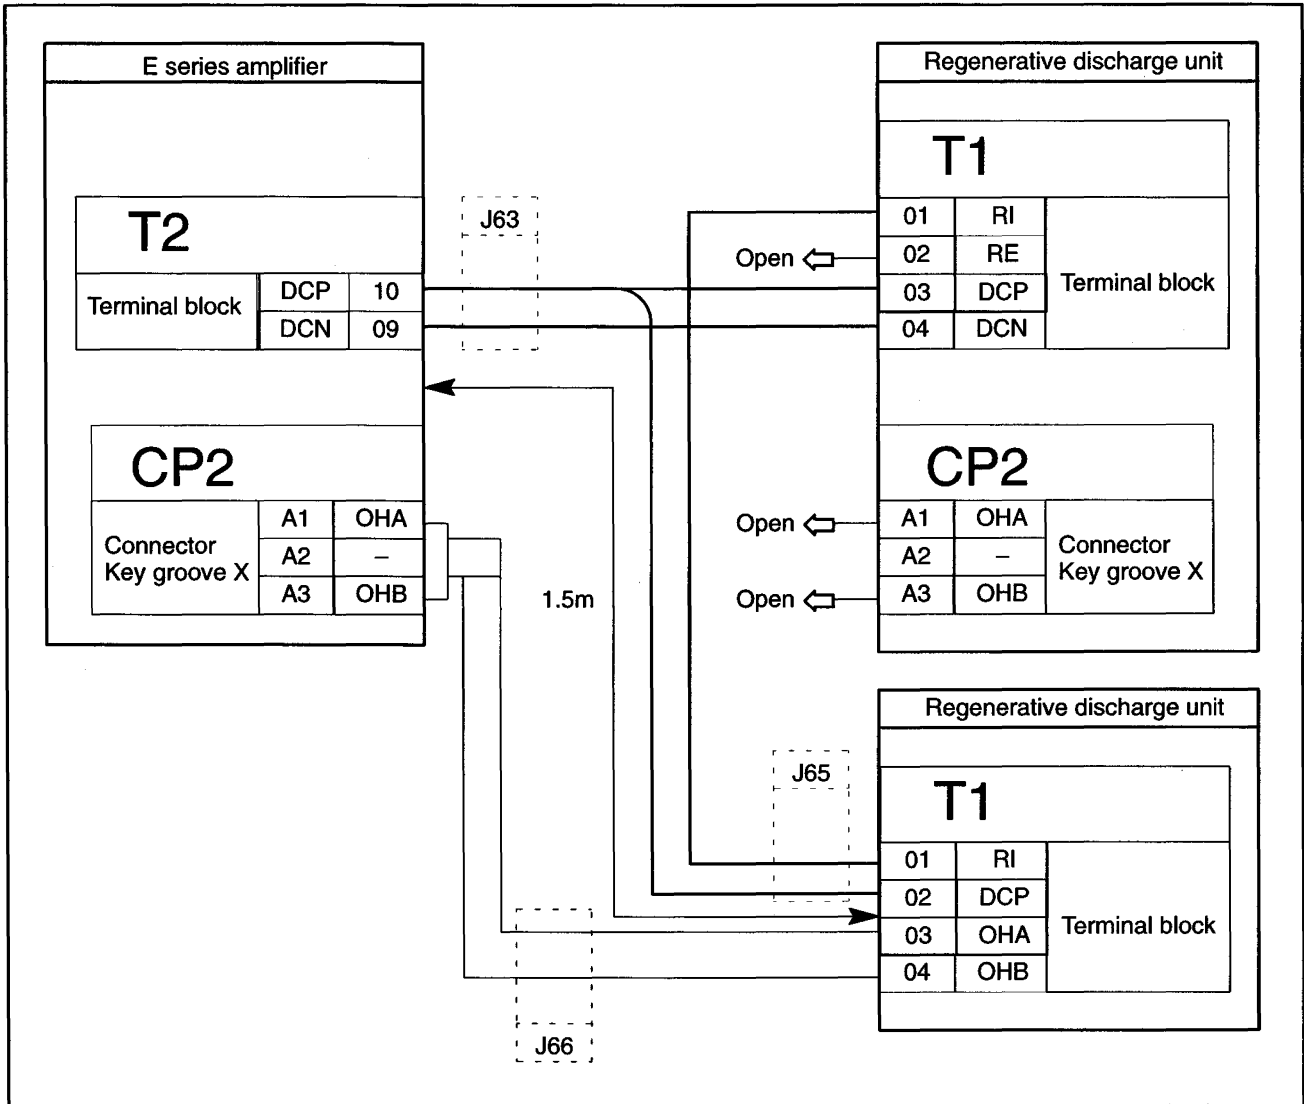 E series amplifier
T2
Terminal block
DCP 10
DCN 09
CP2
Connector
Key groove X
A1 OHA
A2 –
A3 OHB
J63
1.5m
J66
J65
Regenerative discharge unit
T1
01 RI
Open 02 RE
03 DCP
04 DCN
Terminal block
CP2
Open A1 OHA
A2 –
Open A3 OHB
Connector
Key groove X
Regenerative discharge unit
T1
01 RI
02 DCP
03 OHA
04 OHB
Terminal block